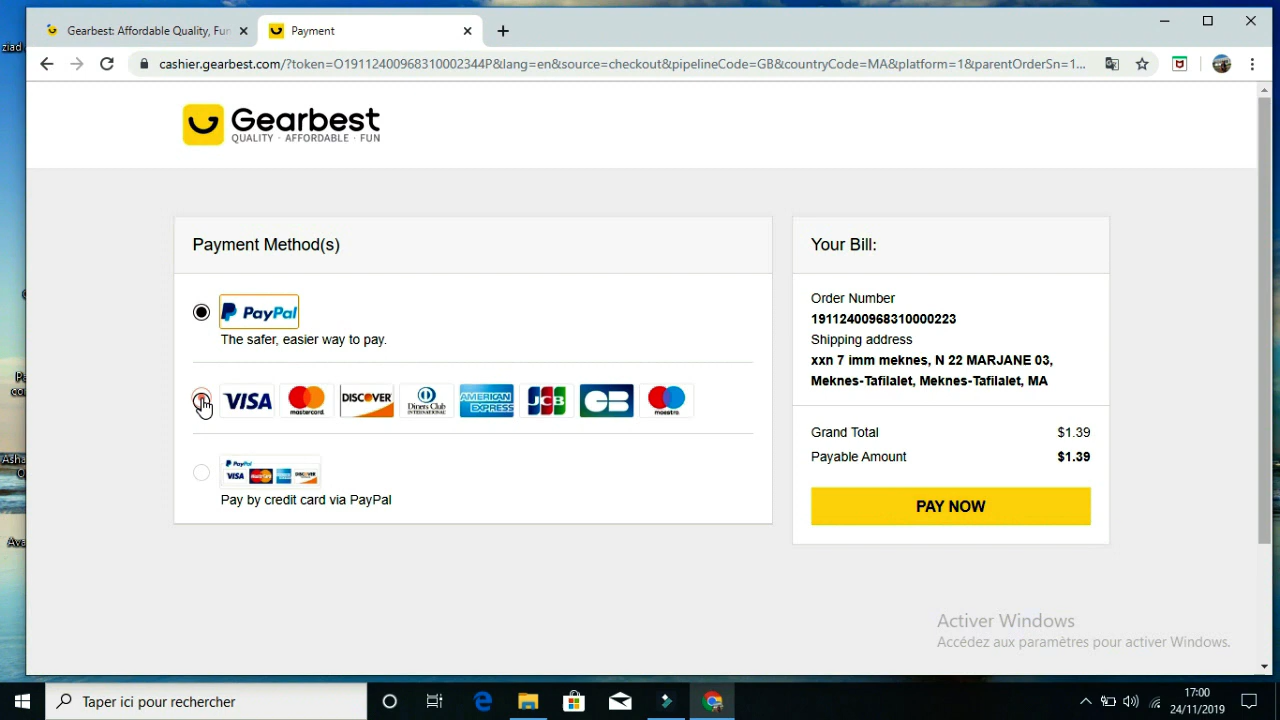 ziad
Gearbest: Affordable Quality, Fun
Payment
cashier.gearbest.com/?token=O19112400968310002344P&lang=en&source=checkout&pipelineCode=GB&countryCode=MA&platform=1&parentOrderSn=1...
Gearbest
QUALITY · AFFORDABLE · FUN
Payment Method(s)
Your Bill:
PayPal
The safer, easier way to pay.
Order Number
19112400968310000223
Shipping address
xxn 7 imm meknes, N 22 MARJANE 03,
Meknes-Tafilalet, Meknes-Tafilalet, MA
VISA mastercard DISCOVER Diners Club INTERNATIONAL AMERICAN EXPRESS JCB CB maestro
Grand Total $1.39
Payable Amount $1.39
PayPal
VISA
Pay by credit card via PayPal
PAY NOW
Activer Windows
Accédez aux paramètres pour activer Windows.
Taper ici pour rechercher
17:00
24/11/2019